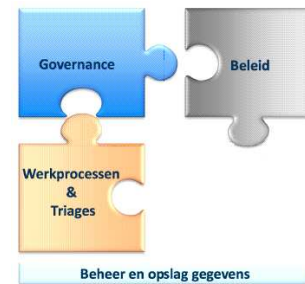 Governance
Beleid
Werkprocessen
&
Triages
Beheer en opslag gegevens